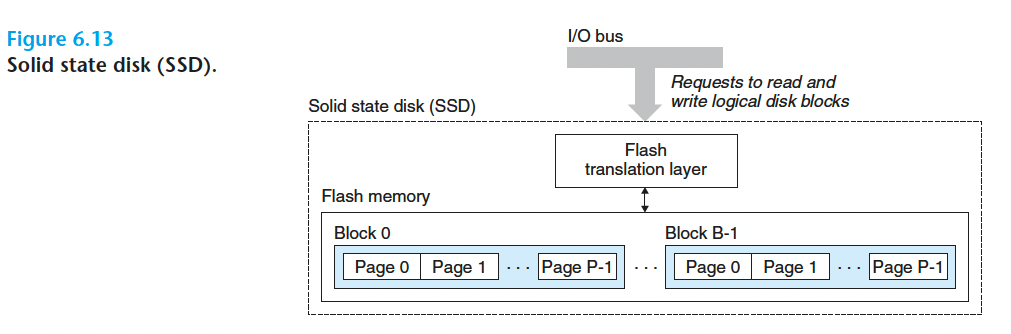 Figure 6.13
Solid state disk (SSD).
I/O bus
Requests to read and
write logical disk blocks
Solid state disk (SSD)
Flash
translation layer
Flash memory
Block 0
Block B-1
Page 0 Page 1 · · · Page P-1 · · · Page 0 Page 1 · · · Page P-1